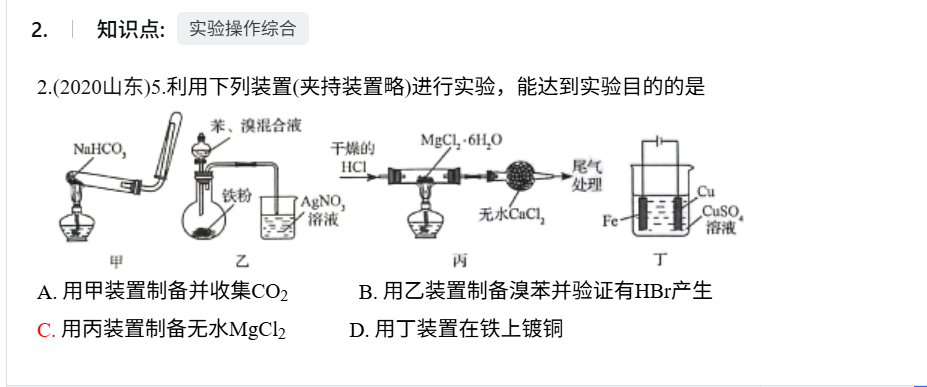 2. 知识点: 实验操作综合
2.(2020山东)5.利用下列装置(夹持装置略)进行实验，能达到实验目的的是
NaHCO₃
苯、溴混合液
铁粉
AgNO₃
溶液
干燥的
HCl
MgCl₂·6H₂O
无水CaCl₂
尾气
处理
Fe
Cu
CuSO₄
溶液
甲 乙 丙 丁
A. 用甲装置制备并收集CO₂ B. 用乙装置制备溴苯并验证有HBr产生
C. 用丙装置制备无水MgCl₂ D. 用丁装置在铁上镀铜